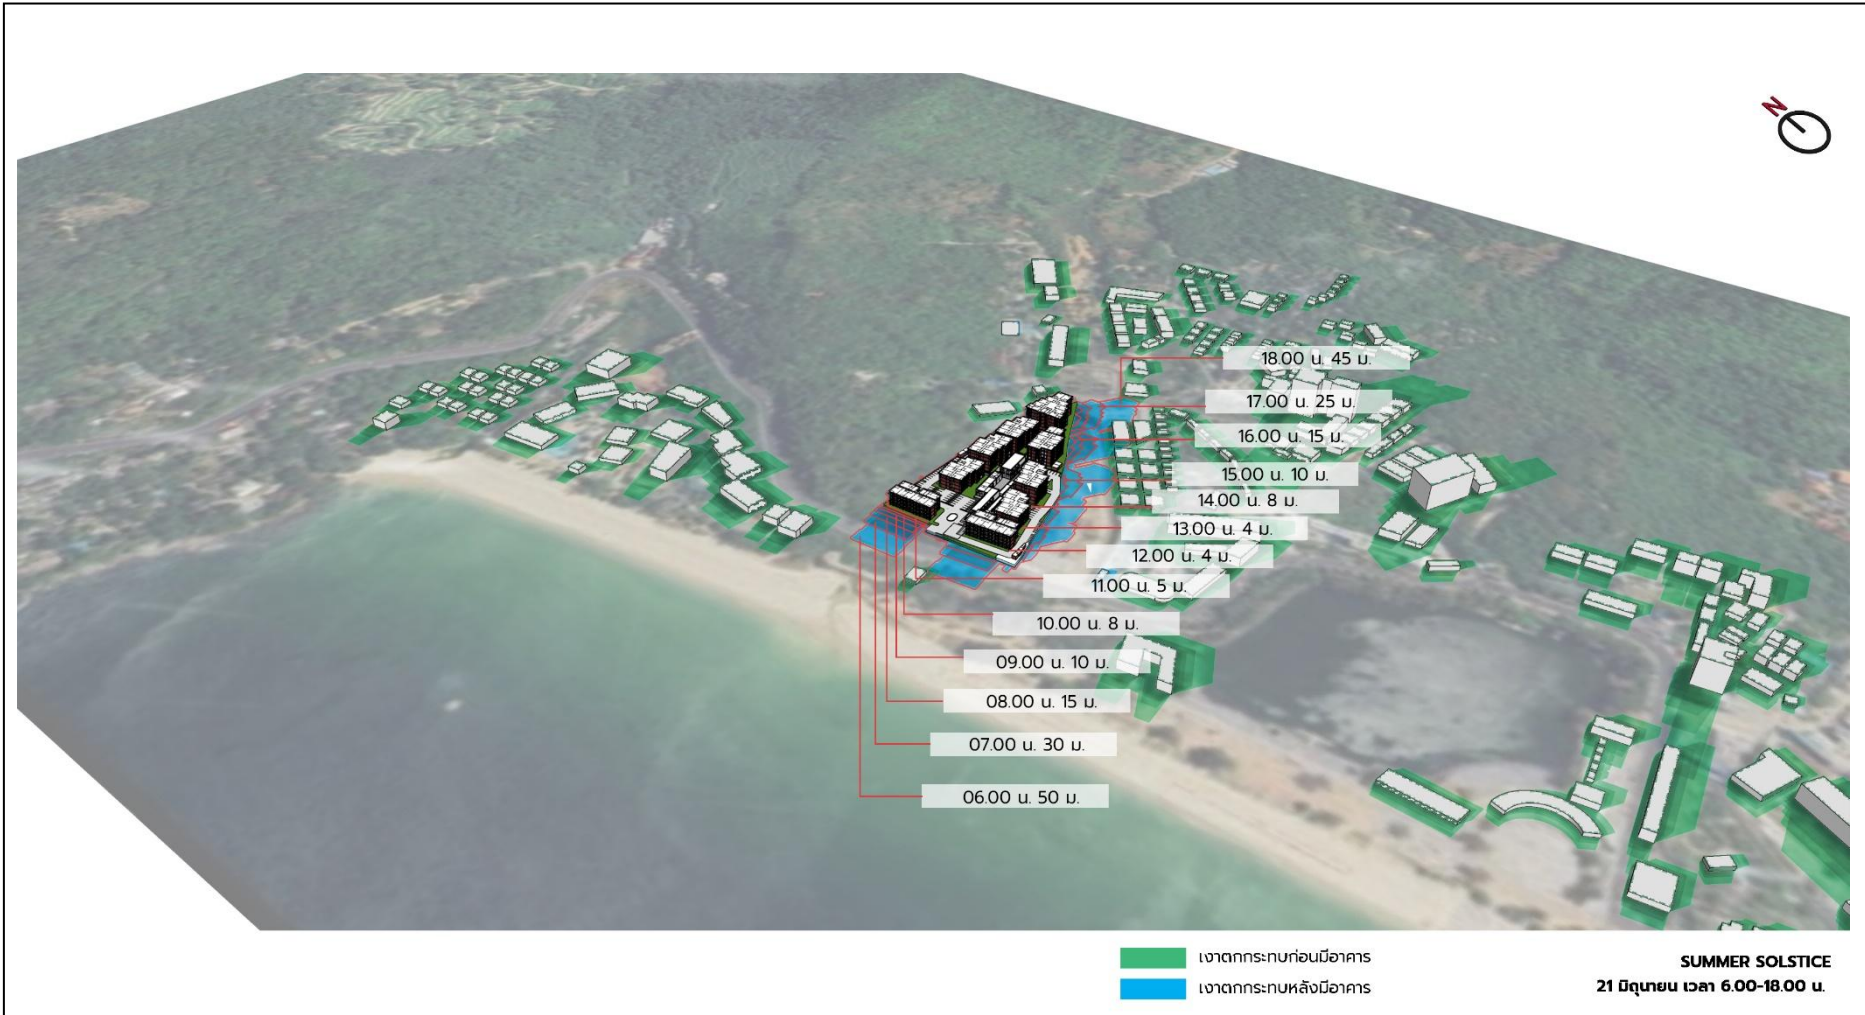 N
18.00 น. 45 ม.
17.00 น. 25 ม.
16.00 น. 15 ม.
15.00 น. 10 ม.
14.00 น. 8 ม.
13.00 น. 4 ม.
12.00 น. 4 ม.
11.00 น. 5 ม.
10.00 น. 8 ม.
09.00 น. 10 ม.
08.00 น. 15 ม.
07.00 น. 30 ม.
06.00 น. 50 ม.
เงาตกกระทบก่อนมีอาคาร
เงาตกกระทบหลังมีอาคาร
SUMMER SOLSTICE
21 มิถุนายน เวลา 6.00-18.00 น.